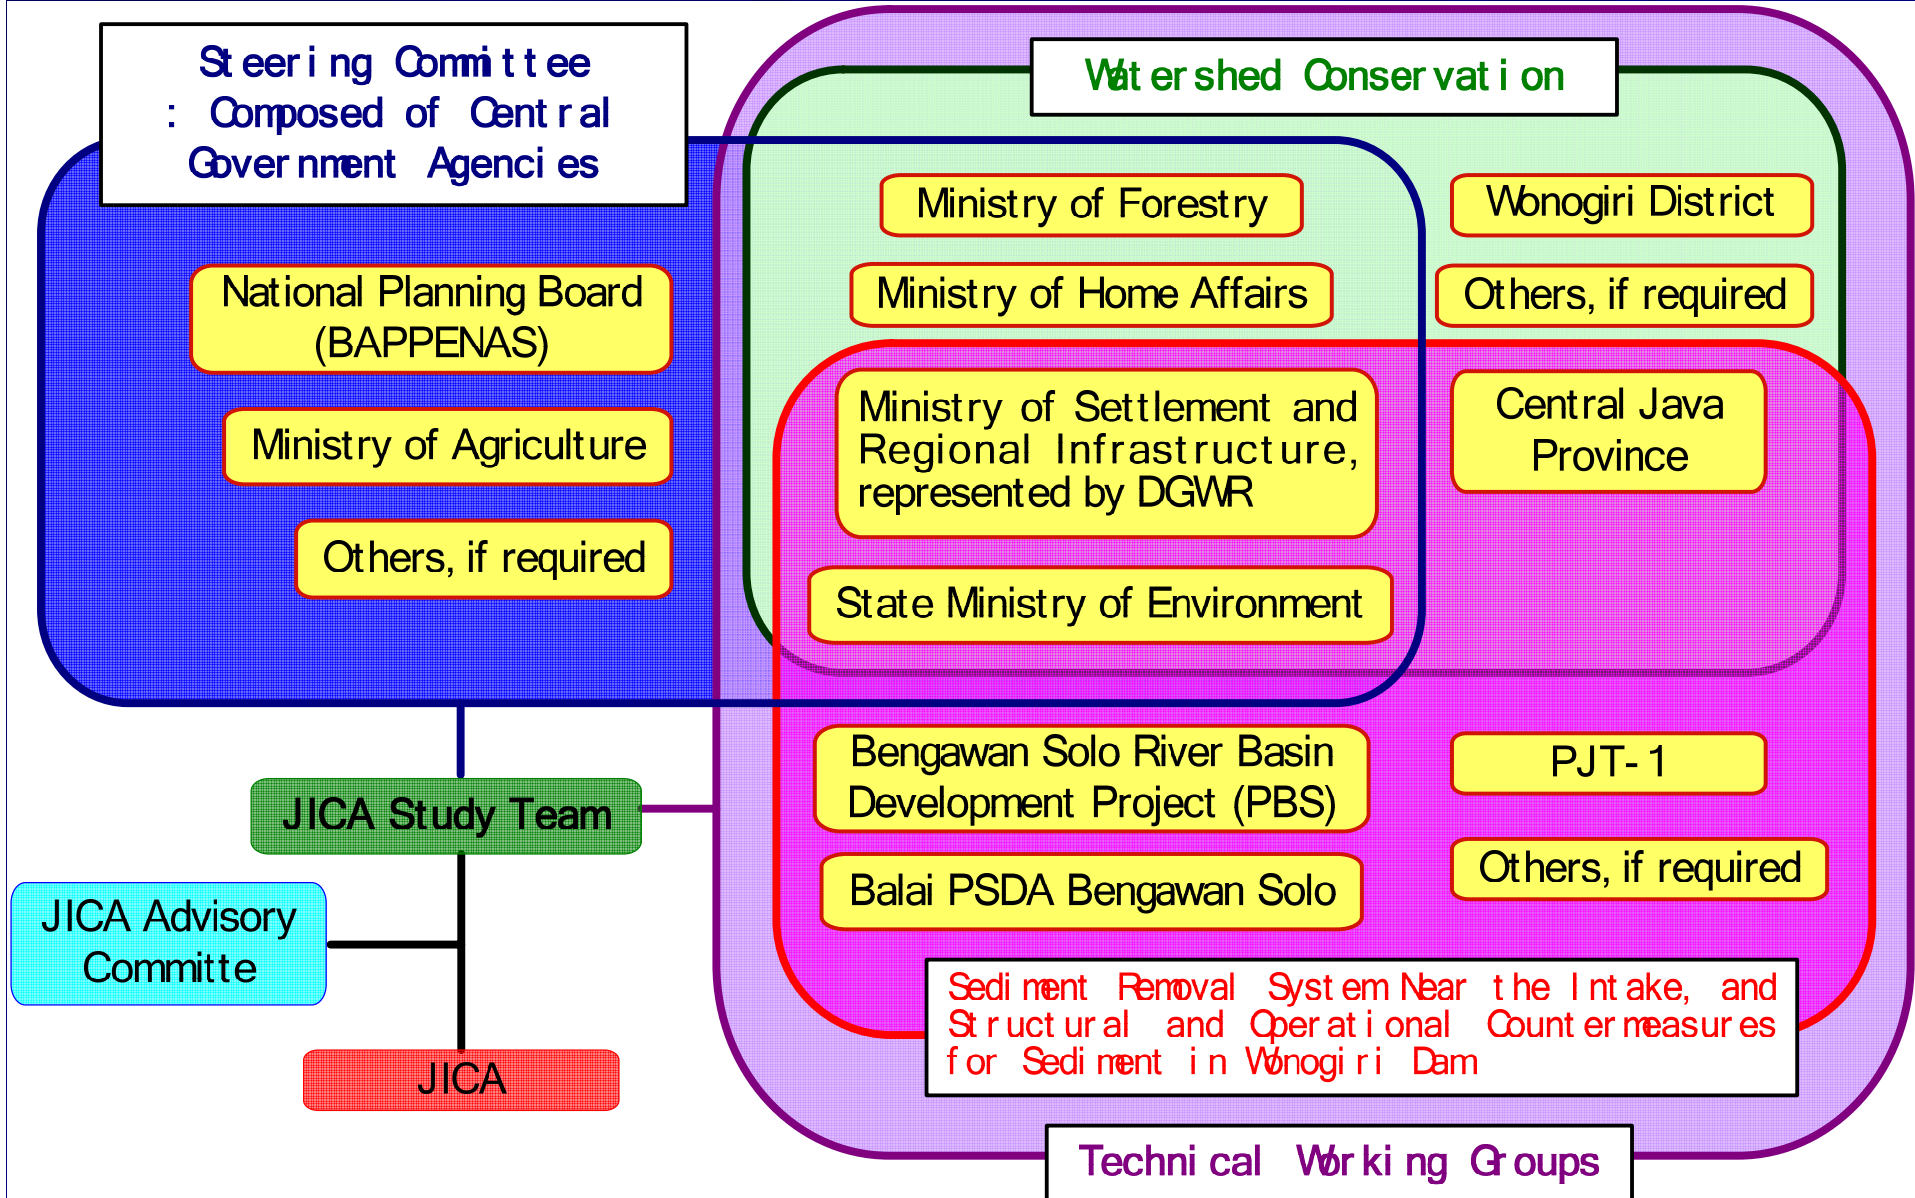 Steering Committee
: Composed of Central
Government Agencies
National Planning Board
(BAPPENAS)
Ministry of Agriculture
Others, if required
Watershed Conservation
Ministry of Forestry
Wonogiri District
Ministry of Home Affairs
Others, if required
Ministry of Settlement and
Regional Infrastructure,
represented by DGWR
Central Java
Province
State Ministry of Environment
Bengawan Solo River Basin
Development Project (PBS)
PJT-1
Balai PSDA Bengawan Solo
Others, if required
Sediment Removal System Near the Intake, and
Structural and Operational Countermeasures
for Sediment in Wonogiri Dam
Technical Working Groups
JICA Study Team
JICA Advisory
Committe
JICA